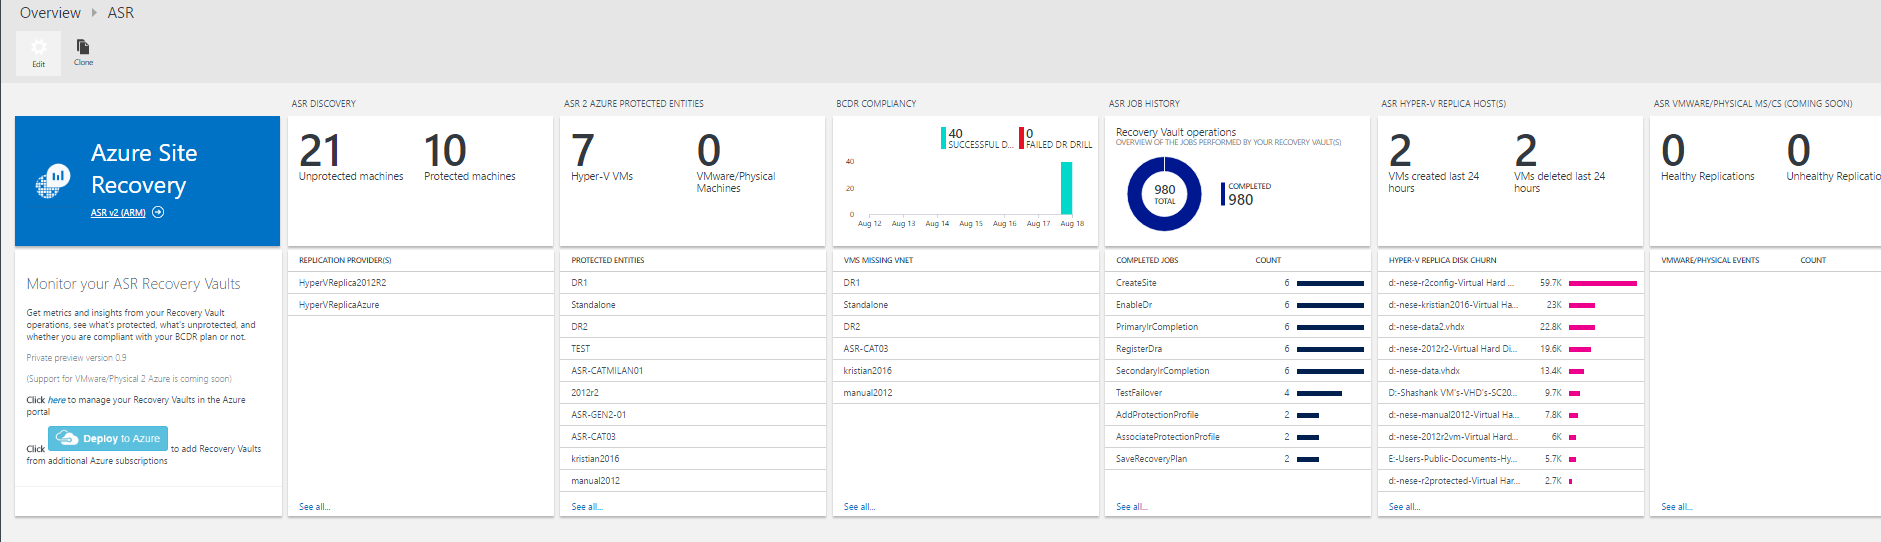 Overview ASR
Edit
Clone
Azure Site
Recovery
ASR v2 (ARM)
Monitor your ASR Recovery Vaults
Get metrics and insights from your Recovery Vault
operations, see what's protected, what's unprotected, and
whether you are compliant with your BCDR plan or not.
Private preview version 0.9
(Support for VMware/Physical 2 Azure is coming soon)
Click here to manage your Recovery Vaults in the Azure
portal
Click Deploy to Azure to add Recovery Vaults
from additional Azure subscriptions
ASR DISCOVERY
21
Unprotected machines
10
Protected machines
REPLICATION PROVIDER(S)
HyperVReplica2012R2
HyperVReplicaAzure
See all...
ASR 2 AZURE PROTECTED ENTITIES
7
Hyper-V VMs
0
VMware/Physical
Machines
PROTECTED ENTITIES
DR1
Standalone
DR2
TEST
ASR-CATMILAN01
2012r2
ASR-GEN2-01
ASR-CAT03
kristian2016
manual2012
See all...
BCDR COMPLIANCY
40
SUCCESSFUL D...
0
FAILED DR DRILL
40
20
0
Aug 12 Aug 13 Aug 14 Aug 15 Aug 16 Aug 17 Aug 18
VMS MISSING VNET
DR1
Standalone
DR2
ASR-CAT03
kristian2016
manual2012
See all...
ASR JOB HISTORY
Recovery Vault operations
OVERVIEW OF THE JOBS PERFORMED BY YOUR RECOVERY VAULT(S)
980
TOTAL
COMPLETED
980
COMPLETED JOBS COUNT
CreateSite 6
EnableDr 6
PrimaryIrCompletion 6
RegisterDra 6
SecondaryIrCompletion 6
TestFailover 4
AddProtectionProfile 2
AssociateProtectionProfile 2
SaveRecoveryPlan 2
See all...
ASR HYPER-V REPLICA HOST(S)
2
VMs created last 24
hours
2
VMs deleted last 24
hours
HYPER-V REPLICA DISK CHURN
d:-nese-r2config-Virtual Hard ... 59.7K
d:-nese-kristian2016-Virtual Ha... 23K
d:-nese-data2.vhdx 22.8K
d:-nese-2012r2-Virtual Hard Di... 19.6K
d:-nese-data.vhdx 13.4K
D:-Shashank VM's-VHD's-SC20... 9.7K
d:-nese-manual2012-Virtual Ha... 7.8K
d:-nese-2012r2vm-Virtual Hard... 6K
E:-Users-Public-Documents-Hy... 5.7K
d:-nese-r2protected-Virtual Har... 2.7K
See all...
ASR VMWARE/PHYSICAL MS/CS (COMING SOON)
0
Healthy Replications
0
Unhealthy Replicatio
VMWARE/PHYSICAL EVENTS COUNT
See all...